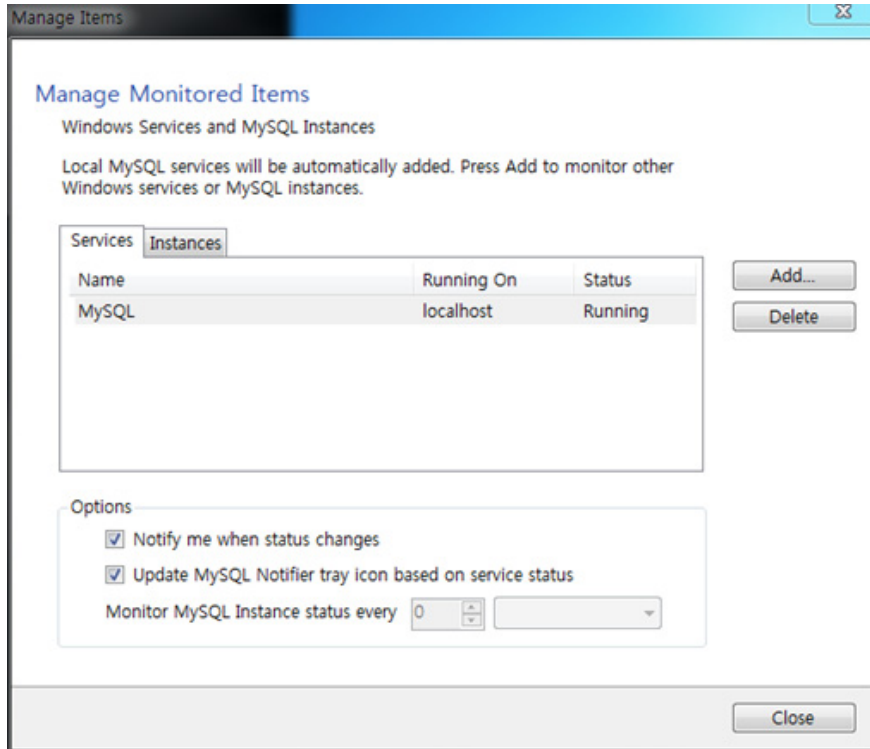 Manage Items
Manage Monitored Items
Windows Services and MySQL Instances
Local MySQL services will be automatically added. Press Add to monitor other
Windows services or MySQL instances.
Services Instances
Name Running On Status
MySQL localhost Running
Add...
Delete
Options
Notify me when status changes
Update MySQL Notifier tray icon based on service status
Monitor MySQL Instance status every 0
Close